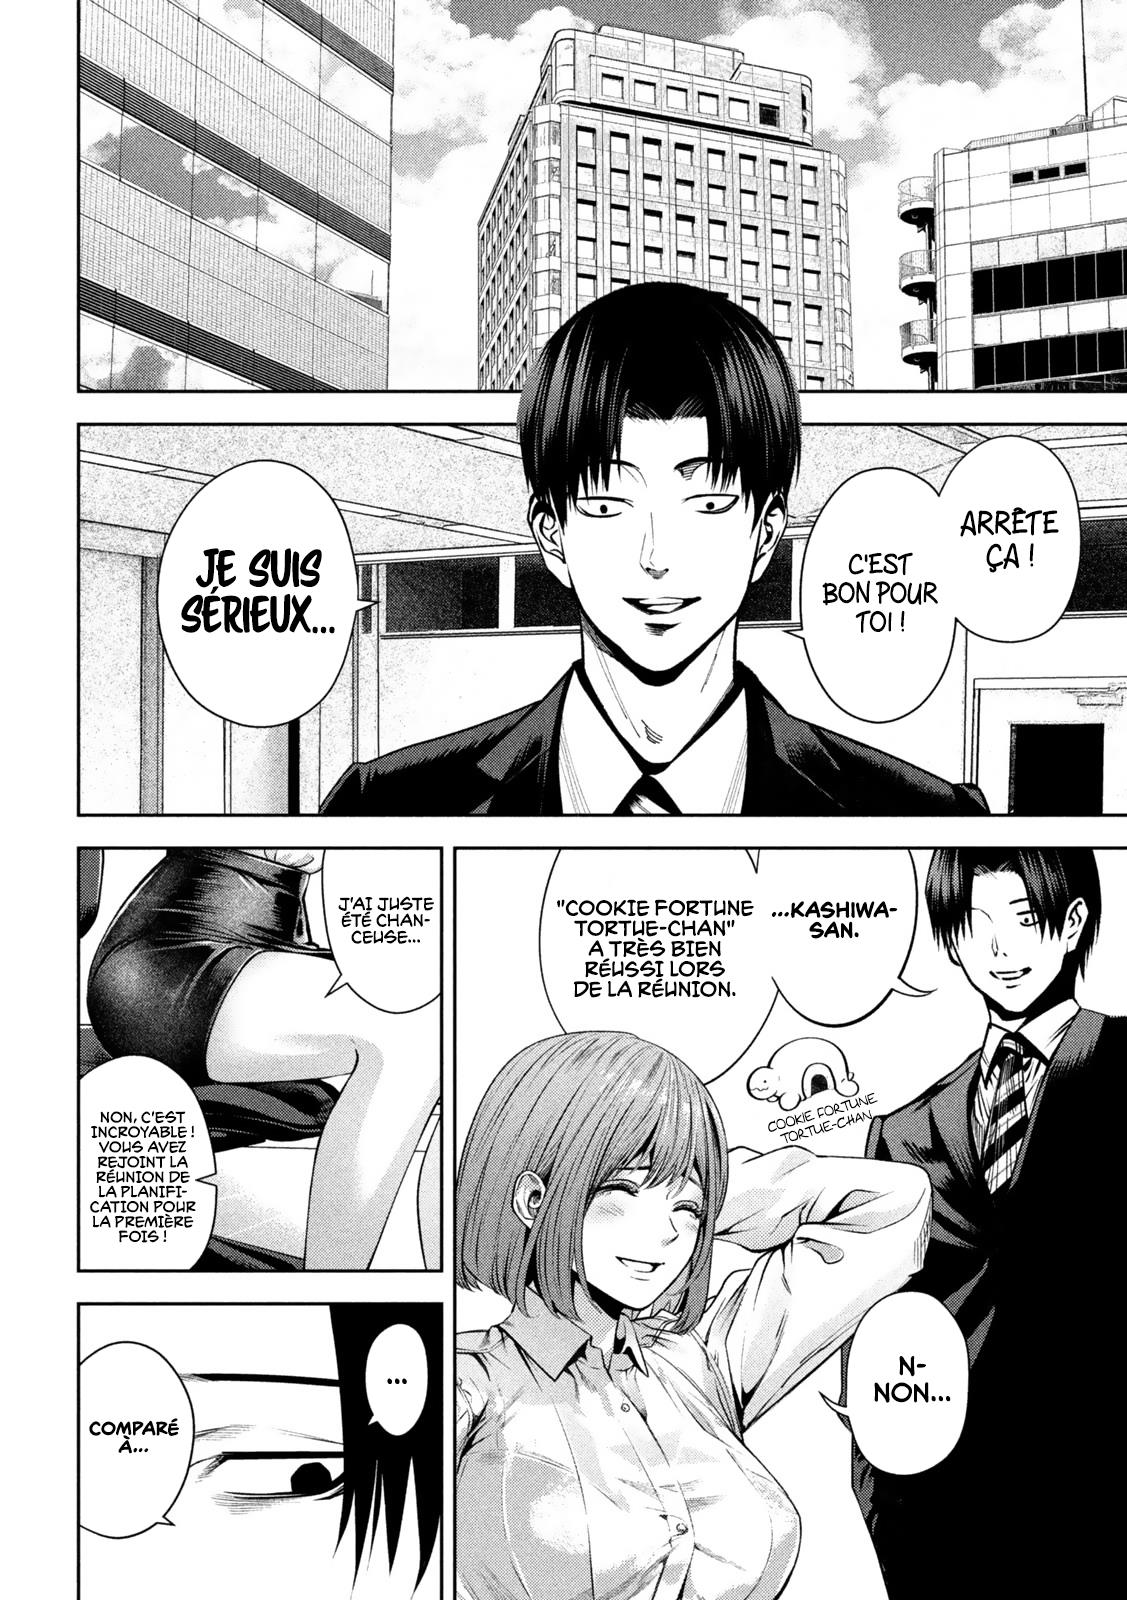 ARRÊTE
ÇA !
C'EST
BON POUR
TOI !
JE SUIS
SÉRIEUX...
...KASHIWA-
SAN.
"COOKIE FORTUNE
TORTUE-CHAN"
A TRÈS BIEN
RÉUSSI LORS
DE LA RÉUNION.
COOKIE FORTUNE
TORTUE-CHAN
N-
NON...
J'AI JUSTE
ÉTÉ CHAN-
CEUSE...
NON, C'EST
INCROYABLE !
VOUS AVEZ
REJOINT LA
RÉUNION DE
LA PLANIFI-
CATION POUR
LA PREMIÈRE
FOIS !
...
COMPARÉ
À...